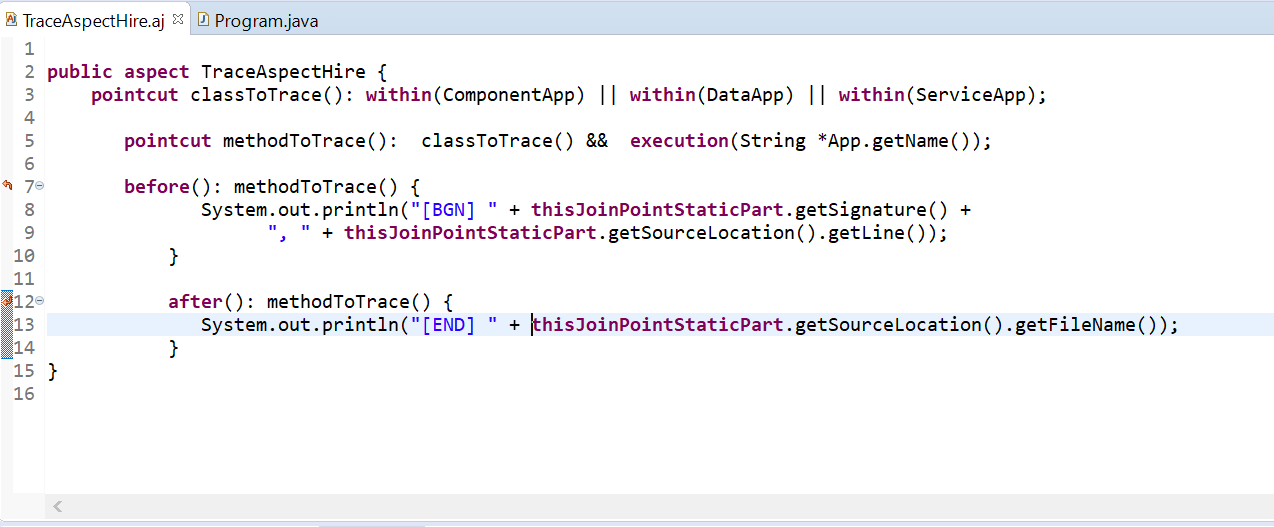 TraceAspectHire.aj Program.java
1
2 public aspect TraceAspectHire {
3 pointcut classToTrace(): within(ComponentApp) || within(DataApp) || within(ServiceApp);
4
5 pointcut methodToTrace():  classToTrace() &&  execution(String *App.getName());
6
7 before(): methodToTrace() {
8 System.out.println("[BGN] " + thisJoinPointStaticPart.getSignature() +
9 ", " + thisJoinPointStaticPart.getSourceLocation().getLine());
10 }
11
12 after(): methodToTrace() {
13 System.out.println("[END] " + thisJoinPointStaticPart.getSourceLocation().getFileName());
14 }
15 }
16